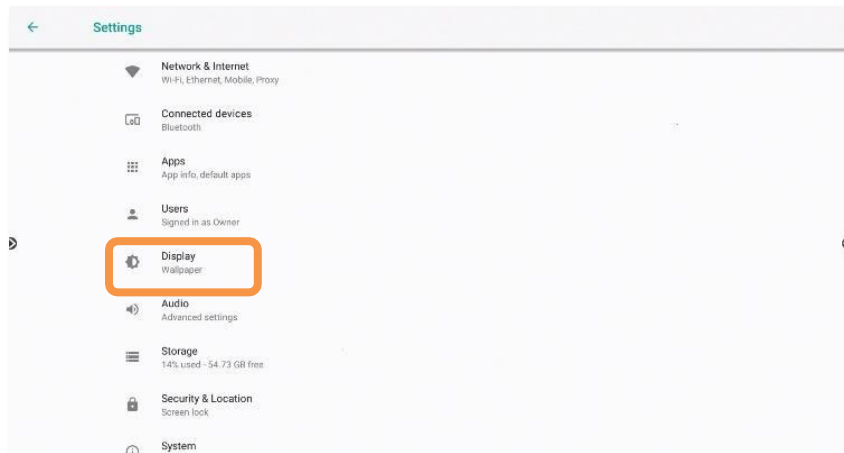 Settings
Network & Internet
Wi-Fi, Ethernet, Mobile, Proxy
Connected devices
Bluetooth
Apps
App info, default apps
Users
Signed in as Owner
Display
Wallpaper
Audio
Advanced settings
Storage
14% used - 54.73 GB free
Security & Location
Screen lock
System